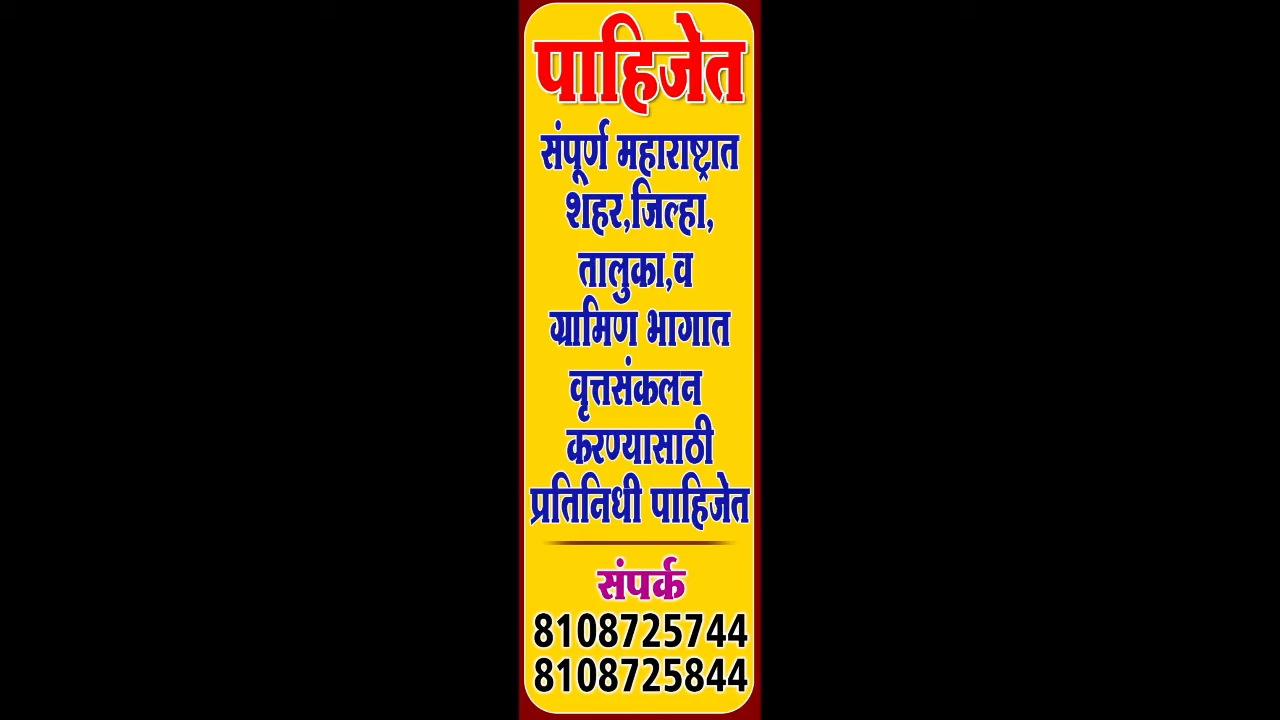 पाहिजेत
संपूर्ण महाराष्ट्रात
शहर,जिल्हा,
तालुका,व
ग्रामिण भागात
वृत्तसंकलन
करण्यासाठी
प्रतिनिधी पाहिजेत
संपर्क
8108725744
8108725844